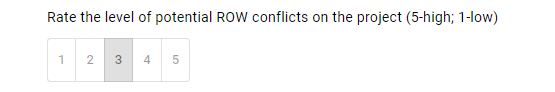 Rate the level of potential ROW conflicts on the project (5-high; 1-low)
1 2 3 4 5